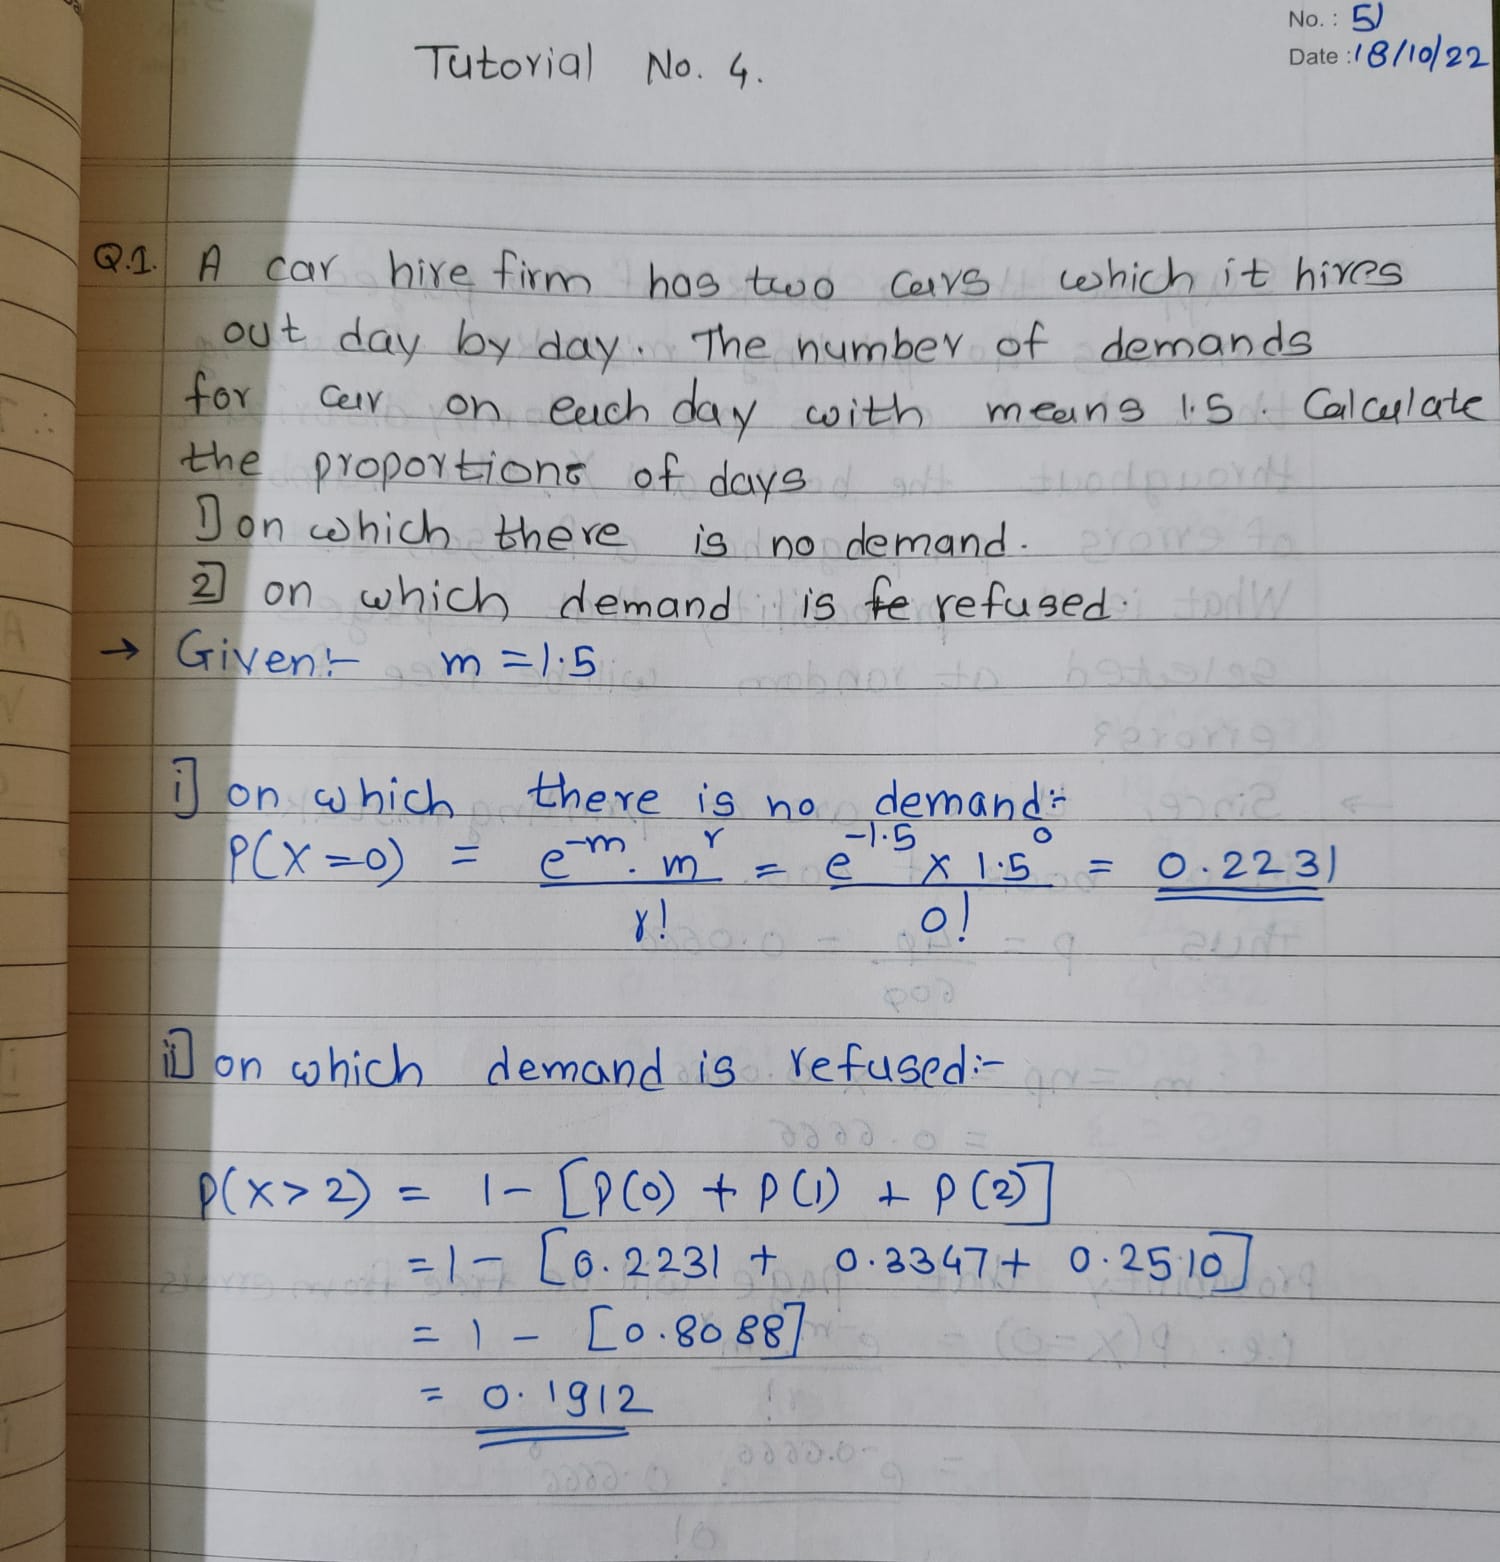 No.: 51
Date: 18/10/22
Tutorial No. 4.
Q.1. A car hire firm has two cars which it hires
out day by day. The number of demands
for car on each day with means 1.5. Calculate
the proportions of days
1] on which there is no demand.
2] on which demand is fe refused.
→ Given:- m = 1.5
i] on which there is no demand:-
P(X=0) = e^-m . m^r / r! = e^-1.5 x 1.5^0 / 0! = 0.2231
ii] on which demand is refused:-
P(X>2) = 1 - [P(0) + P(1) + P(2)]
= 1 - [0.2231 + 0.3347 + 0.2510]
= 1 - [0.8088]
= 0.1912